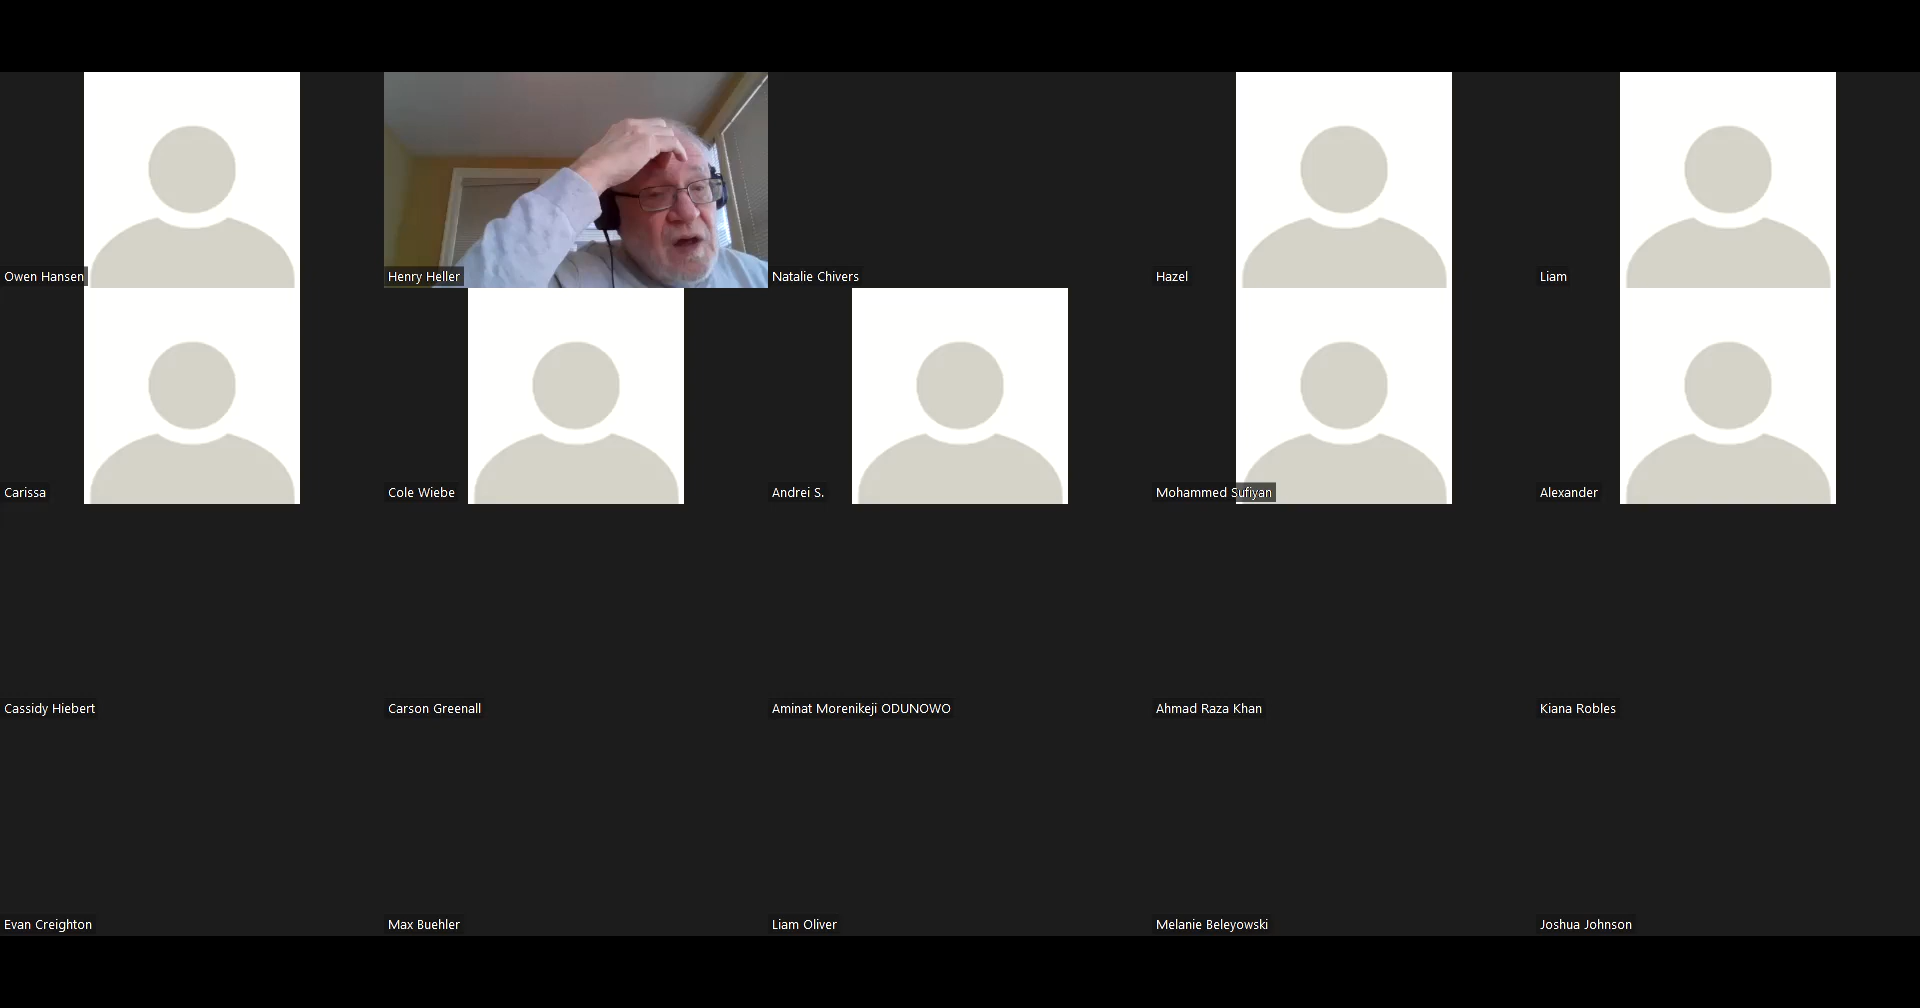 Owen Hansen
Henry Heller
Natalie Chivers
Hazel
Liam
Carissa
Cole Wiebe
Andrei S.
Mohammed Sufiyan
Alexander
Cassidy Hiebert
Carson Greenall
Aminat Morenikeji ODUNOWO
Ahmad Raza Khan
Kiana Robles
Evan Creighton
Max Buehler
Liam Oliver
Melanie Beleyowski
Joshua Johnson